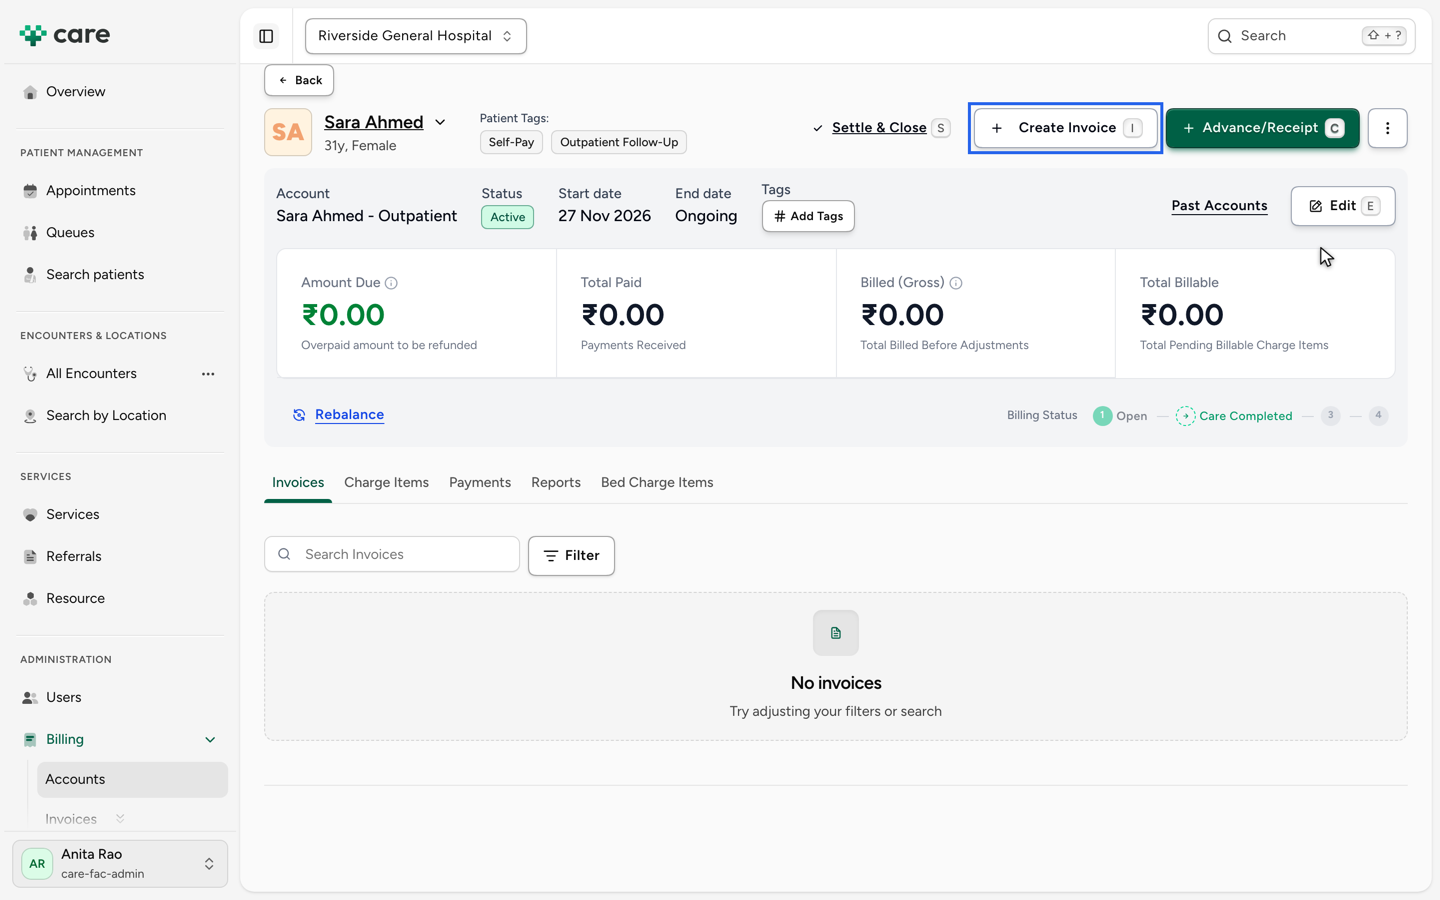 care
Riverside General Hospital
Search
⇧ + ?
Overview
PATIENT MANAGEMENT
Appointments
Queues
Search patients
ENCOUNTERS & LOCATIONS
All Encounters
Search by Location
SERVICES
Services
Referrals
Resource
ADMINISTRATION
Users
Billing
Accounts
Invoices
AR
Anita Rao
care-fac-admin
Back
SA
Sara Ahmed
31y, Female
Patient Tags:
Self-Pay
Outpatient Follow-Up
Settle & Close S
+ Create Invoice I
+ Advance/Receipt C
Account
Sara Ahmed - Outpatient
Status
Active
Start date
27 Nov 2026
End date
Ongoing
Tags
# Add Tags
Past Accounts
Edit E
Amount Due
₹0.00
Overpaid amount to be refunded
Total Paid
₹0.00
Payments Received
Billed (Gross)
₹0.00
Total Billed Before Adjustments
Total Billable
₹0.00
Total Pending Billable Charge Items
Rebalance
Billing Status 1 Open Care Completed 3 4
Invoices Charge Items Payments Reports Bed Charge Items
Search Invoices
Filter
No invoices
Try adjusting your filters or search